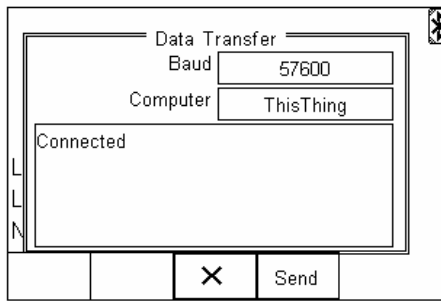 Data Transfer
Baud 57600
Computer ThisThing
Connected
L
L
N
✕ Send